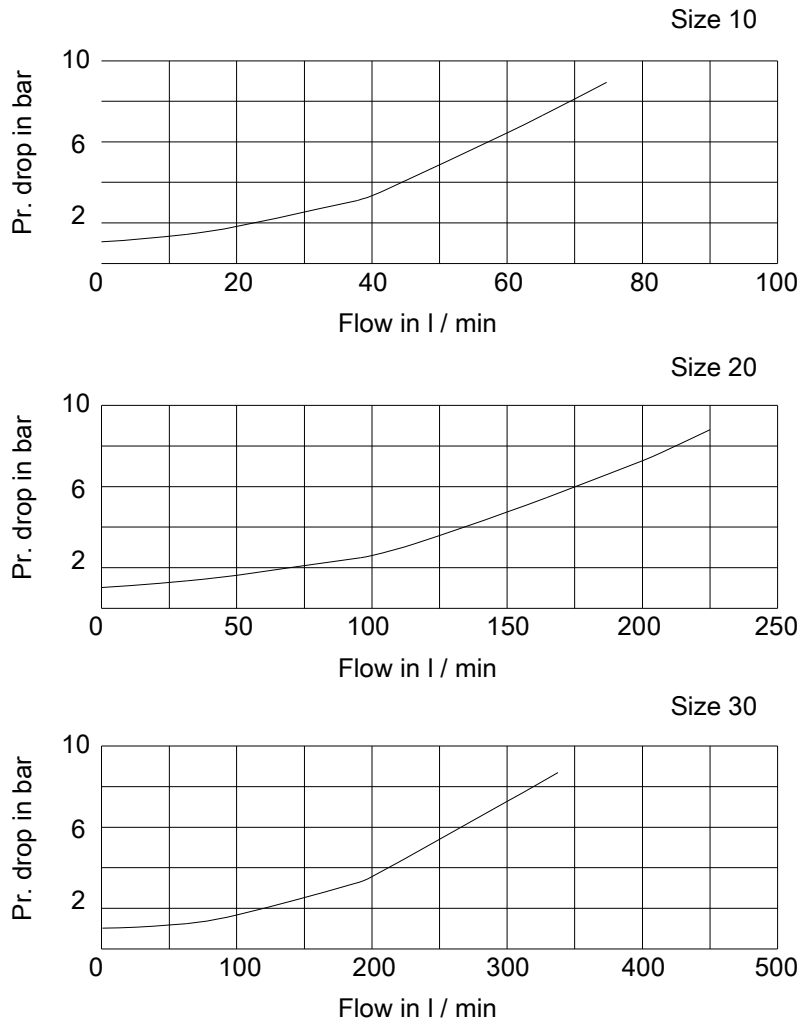 Size 10
Pr. drop in bar
10
6
2
0 20 40 60 80 100
Flow in l / min
Size 20
Pr. drop in bar
10
6
2
0 50 100 150 200 250
Flow in l / min
Size 30
Pr. drop in bar
10
6
2
0 100 200 300 400 500
Flow in l / min